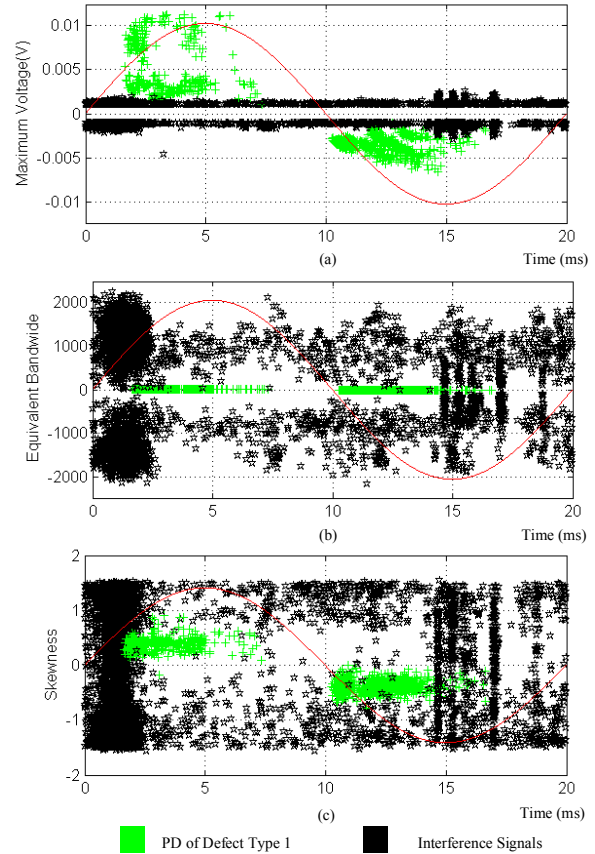 0.01
0.005
0
-0.005
-0.01
Maximum Voltage(V)
0 5 10 15 20
(a)
Time (ms)
2000
1000
0
-1000
-2000
Equivalent Bandwide
0 5 10 15 20
(b)
Time (ms)
2
1
0
-1
-2
Skewness
0 5 10 15 20
(c)
Time (ms)
PD of Defect Type 1
Interference Signals